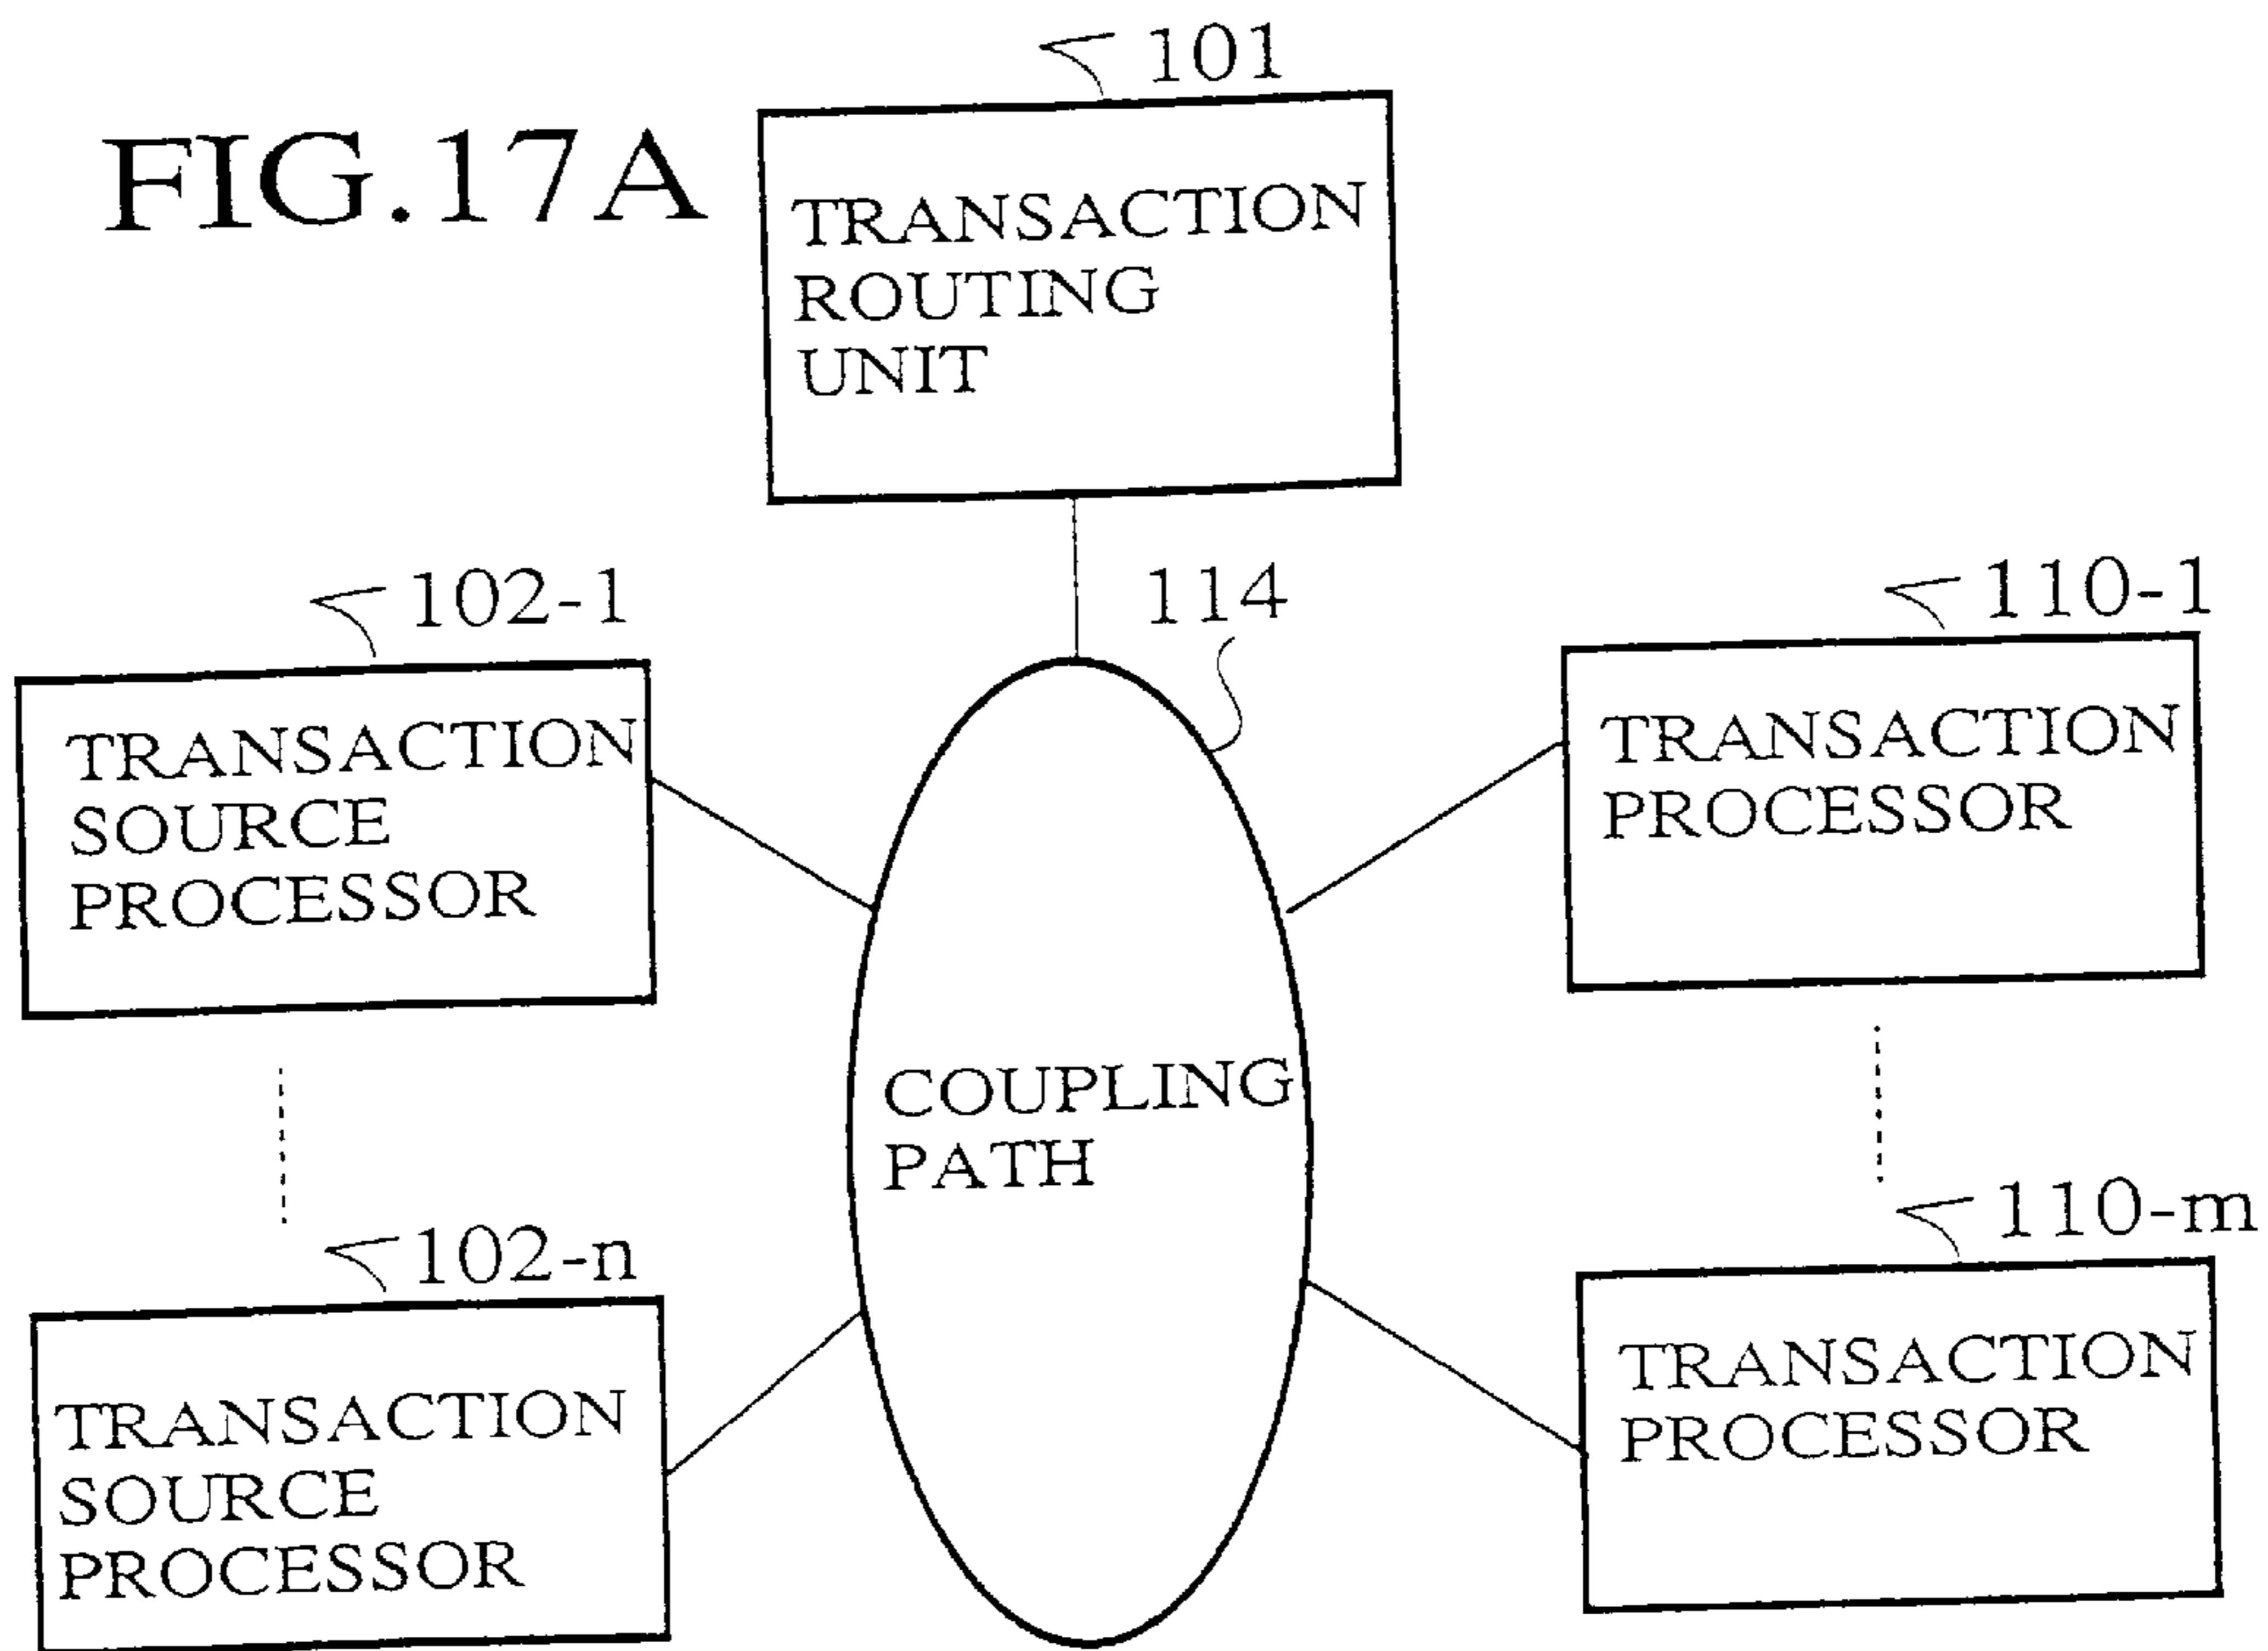 FIG.17A
101
TRANSACTION
ROUTING
UNIT
102-1
TRANSACTION
SOURCE
PROCESSOR
114
110-1
TRANSACTION
PROCESSOR
COUPLING
PATH
102-n
TRANSACTION
SOURCE
PROCESSOR
110-m
TRANSACTION
PROCESSOR